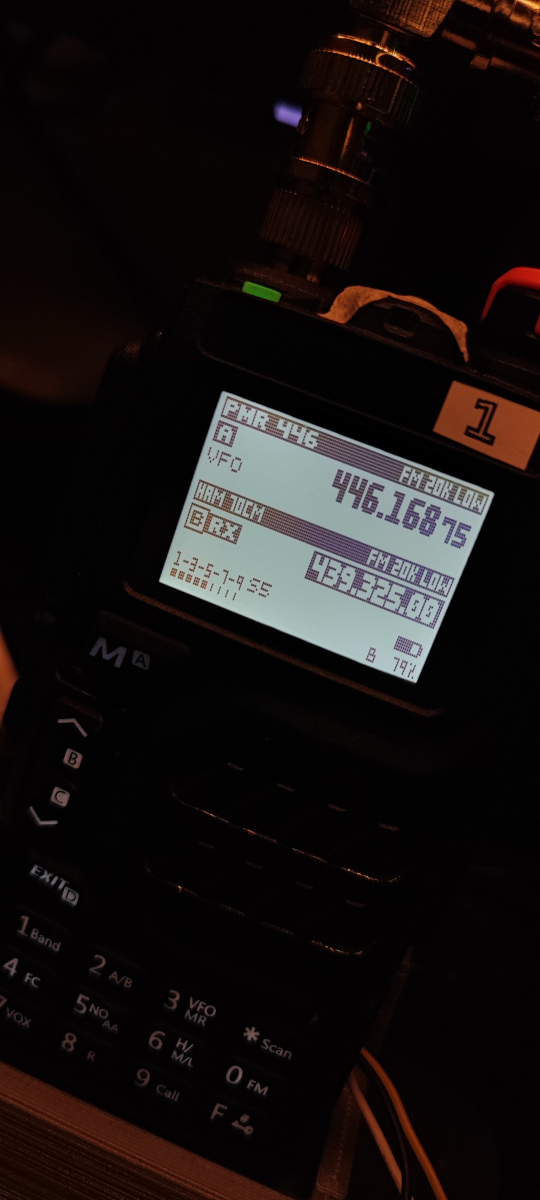 1
PMR 446
A
FM 20K LOW
VFO
446.16875
HAM 70CM
FM 20K LOW
B RX
439.325.00
1-3-5-7-9 S5
B 79%
M A
B
C
EXIT D
1 Band
2 A/B
3 VFO MR
* Scan
4 FC
5 NO AA
6 H/M/L
0 FM
7 VOX
8 R
9 Call
F #